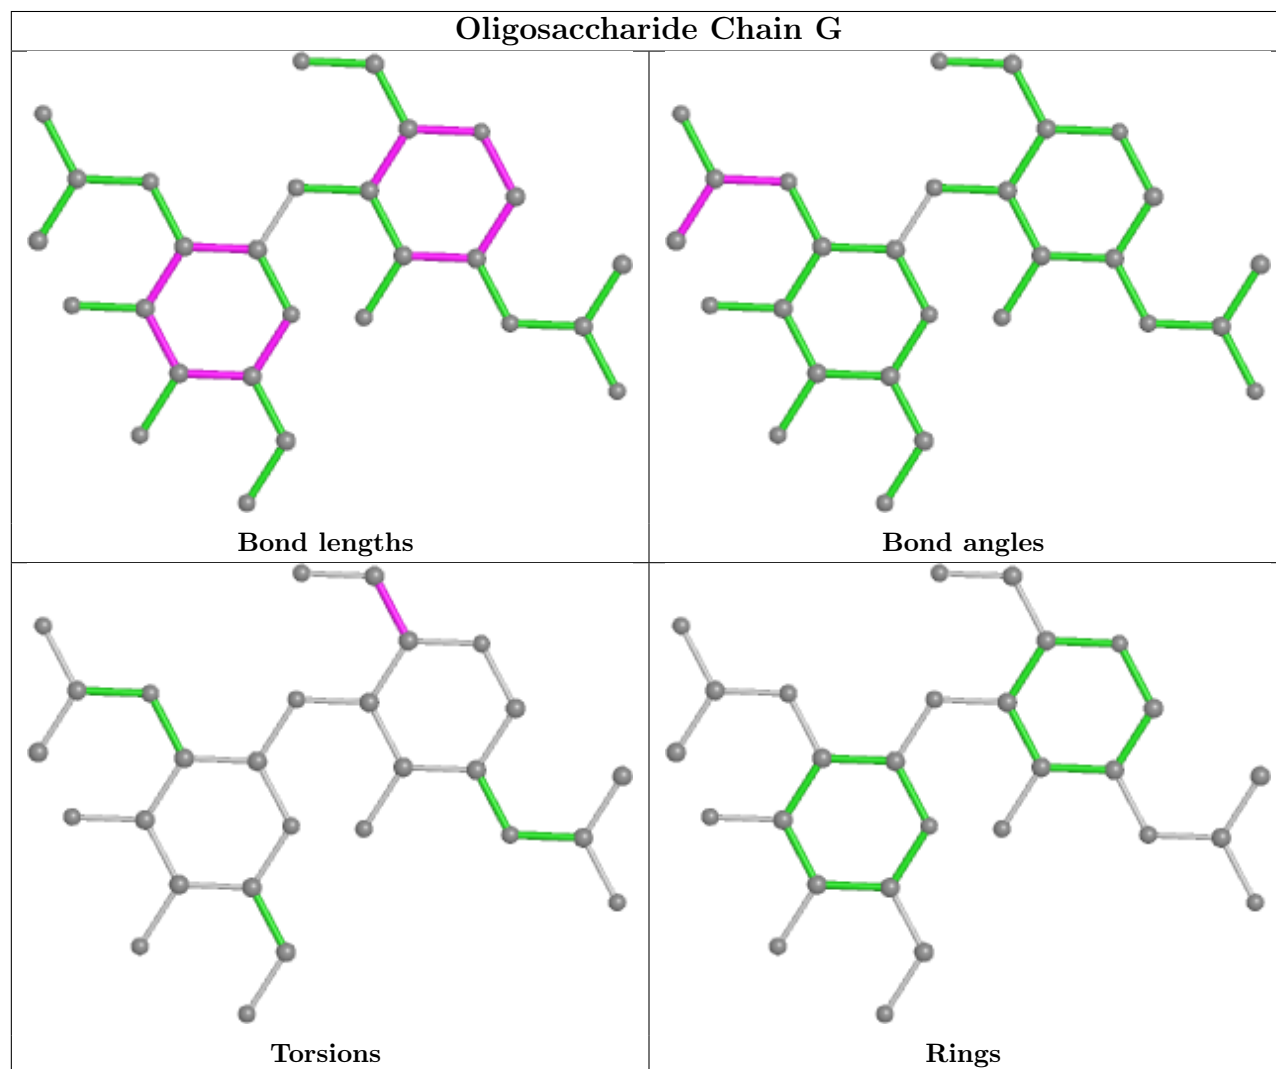 Oligosaccharide Chain G
Bond lengths
Bond angles
Torsions
Rings